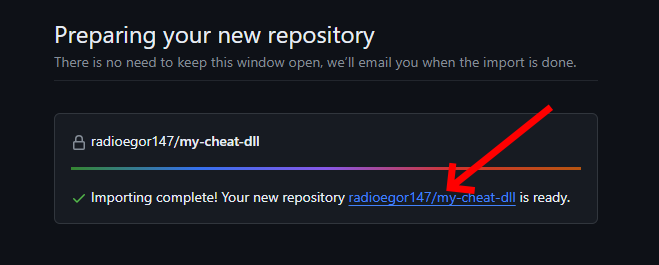 Preparing your new repository
There is no need to keep this window open, we'll email you when the import is done.
radioegor147/my-cheat-dll
Importing complete! Your new repository radioegor147/my-cheat-dll is ready.